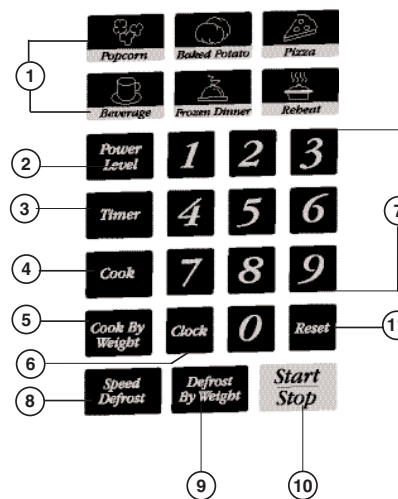 Popcorn Baked Potato Pizza
1
Beverage Frozen Dinner Reheat
Power
Level 1 2 3
2
3 Timer 4 5 6
7
4 Cook 7 8 9
5 Cook By
Weight Clock 0 Reset 11
6
Speed
Defrost Defrost
By Weight Start
Stop
8
9 10